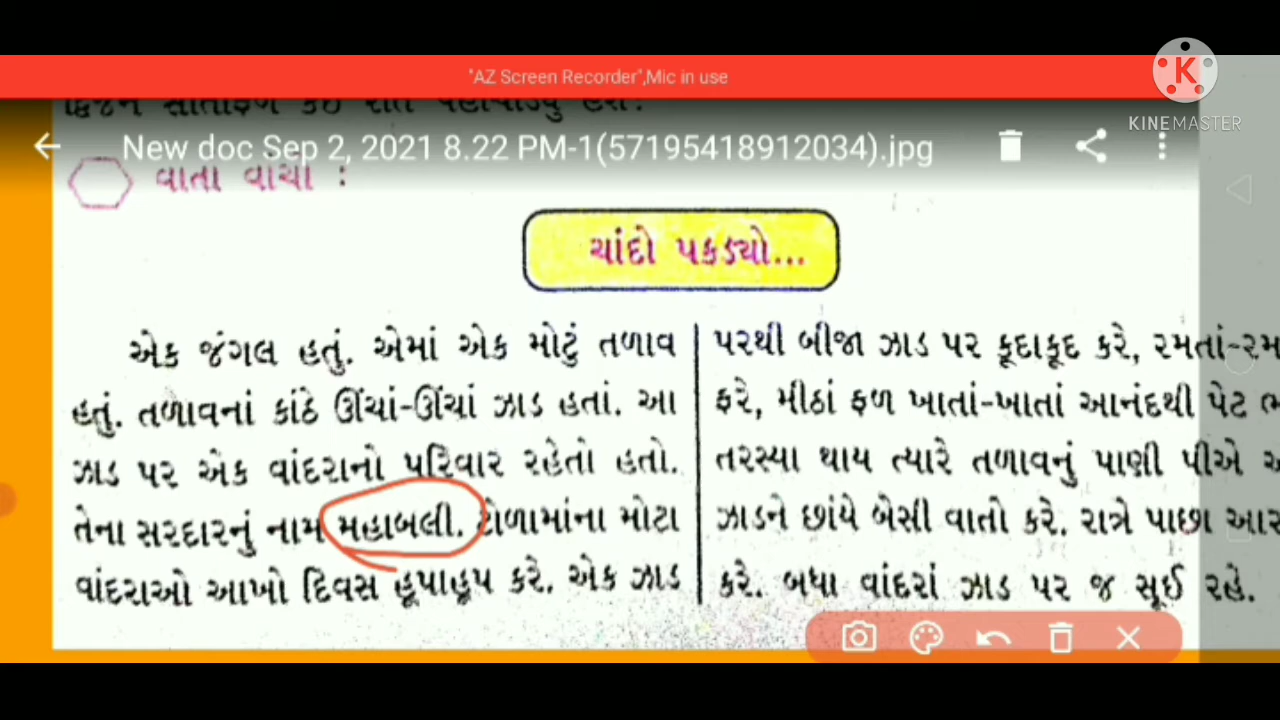 "AZ Screen Recorder",Mic in use
KINEMASTER
New doc Sep 2, 2021 8.22 PM-1(57195418912034).jpg
વાર્તા વાંચો :
ચાંદો પકડ્યો...
એક જંગલ હતું. એમાં એક મોટું તળાવ
હતું. તળાવનાં કાંઠે ઊંચાં-ઊંચાં ઝાડ હતાં. આ
ઝાડ પર એક વાંદરાનો પરિવાર રહેતો હતો.
તેના સરદારનું નામ મહાબલી. ટોળામાંના મોટા
વાંદરાઓ આખો દિવસ હૂપાહૂપ કરે. એક ઝાડ
પરથી બીજા ઝાડ પર કૂદાકૂદ કરે, રમતાં-રમ
ફરે, મીઠાં ફળ ખાતાં-ખાતાં આનંદથી પેટ ભ
તરસ્યા થાય ત્યારે તળાવનું પાણી પીએ
ઝાડને છાંયે બેસી વાતો કરે. રાત્રે પાછા આર
કરે. બધા વાંદરાં ઝાડ પર જ સૂઈ રહે.